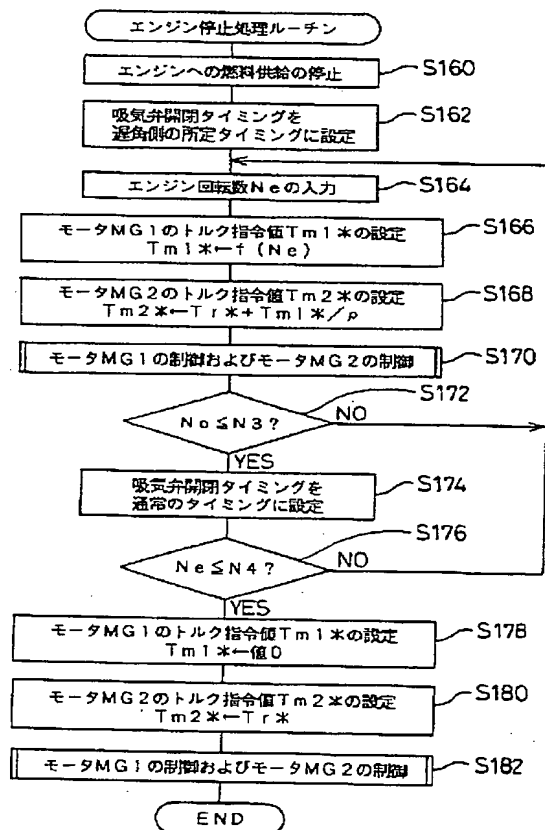 エンジン停止処理ルーチン
エンジンへの燃料供給の停止
S160
吸気弁開閉タイミングを
遅角側の所定タイミングに設定
S162
エンジン回転数Neの入力
S164
モータMG1のトルク指令値Tm1*の設定
Tm1*←f(Ne)
S166
モータMG2のトルク指令値Tm2*の設定
Tm2*←Tr*+Tm1*/ρ
S168
モータMG1の制御およびモータMG2の制御
S170
S172
Ne≦N3?
NO
YES
吸気弁開閉タイミングを
通常のタイミングに設定
S174
S176
Ne≦N4?
NO
YES
モータMG1のトルク指令値Tm1*の設定
Tm1*←値0
S178
モータMG2のトルク指令値Tm2*の設定
Tm2*←Tr*
S180
モータMG1の制御およびモータMG2の制御
S182
END